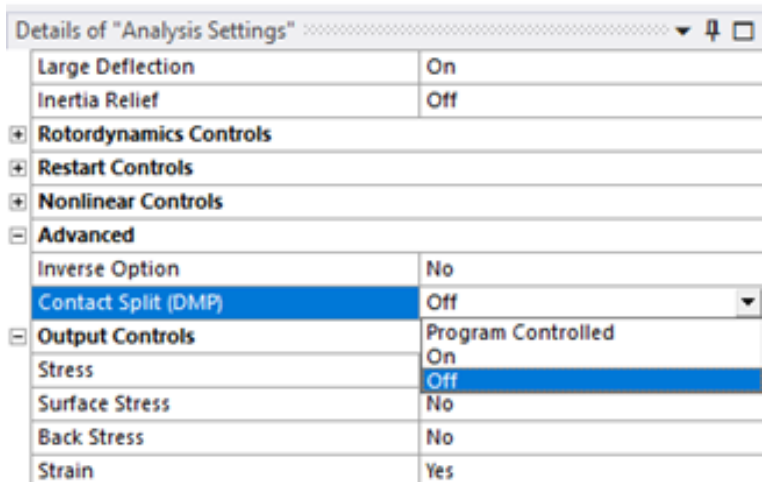 Details of "Analysis Settings"
Large Deflection On
Inertia Relief Off
Rotordynamics Controls
Restart Controls
Nonlinear Controls
Advanced
Inverse Option No
Contact Split (DMP) Off
Output Controls Program Controlled
On
Stress Off
Surface Stress No
Back Stress No
Strain Yes